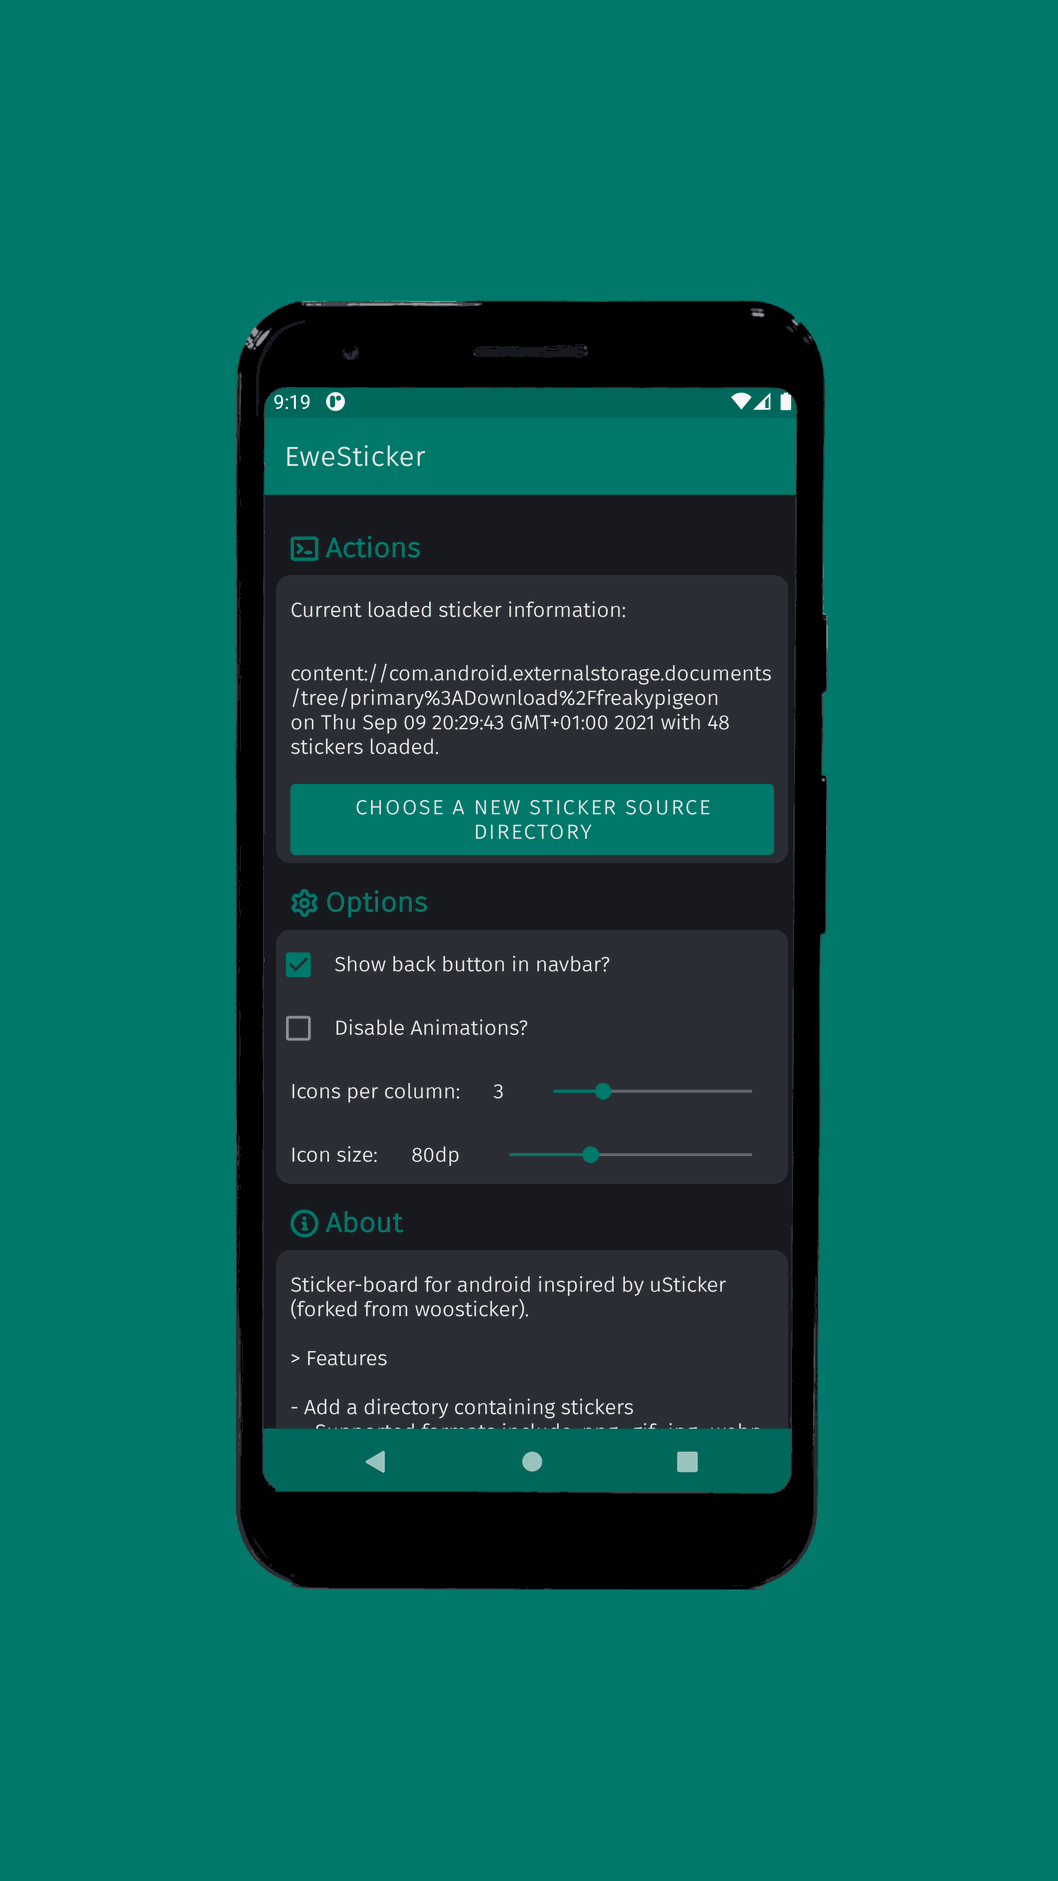 9:19
EweSticker
Actions
Current loaded sticker information:
content://com.android.externalstorage.documents
/tree/primary%3ADownload%2Ffreakypigeon
on Thu Sep 09 20:29:43 GMT+01:00 2021 with 48
stickers loaded.
CHOOSE A NEW STICKER SOURCE
DIRECTORY
Options
Show back button in navbar?
Disable Animations?
Icons per column: 3
Icon size: 80dp
About
Sticker-board for android inspired by uSticker
(forked from woosticker).
> Features
- Add a directory containing stickers